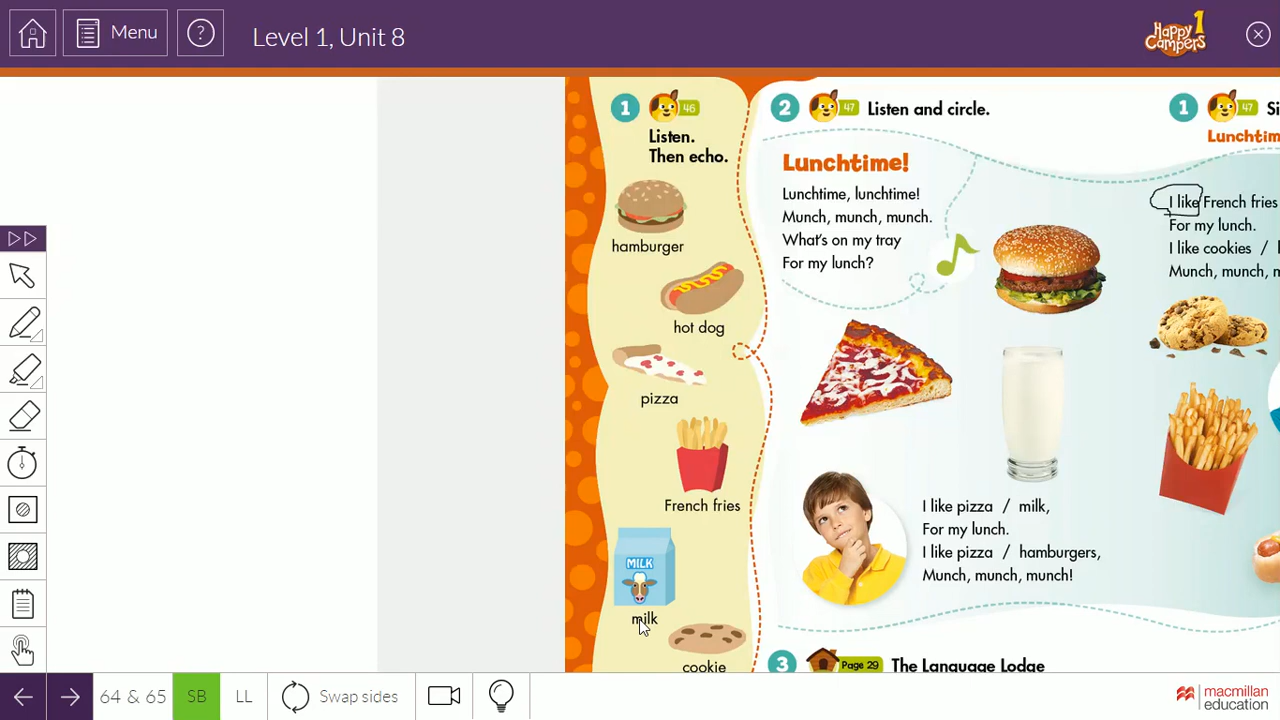 Menu
?
Level 1, Unit 8
Happy Campers 1
1
46
Listen.
Then echo.
hamburger
hot dog
pizza
French fries
MILK
milk
cookie
2
47
Listen and circle.
Lunchtime!
Lunchtime, lunchtime!
Munch, munch, munch.
What's on my tray
For my lunch?
I like pizza / milk,
For my lunch.
I like pizza / hamburgers,
Munch, munch, munch!
3
Page 29
The Language Lodge
1
47
Lunchtim
I like French fries
For my lunch.
I like cookies /
Munch, munch,
64 & 65
SB
LL
Swap sides
macmillan
education